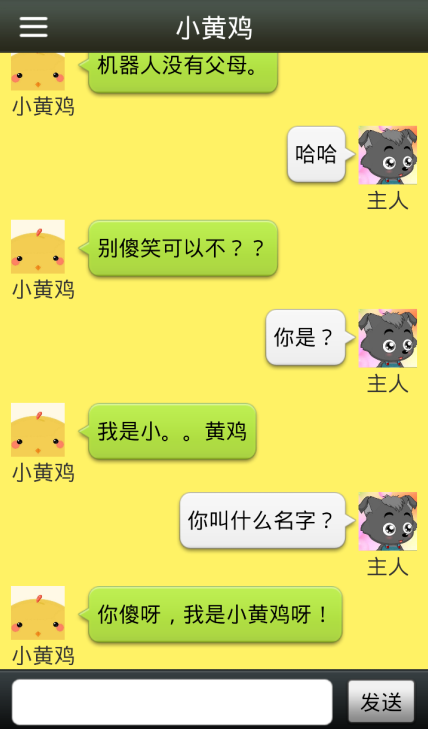 小黄鸡
机器人没有父母。
小黄鸡
哈哈
主人
别傻笑可以不？？
小黄鸡
你是？
主人
我是小。。黄鸡
小黄鸡
你叫什么名字？
主人
你傻呀，我是小黄鸡呀！
小黄鸡
发送